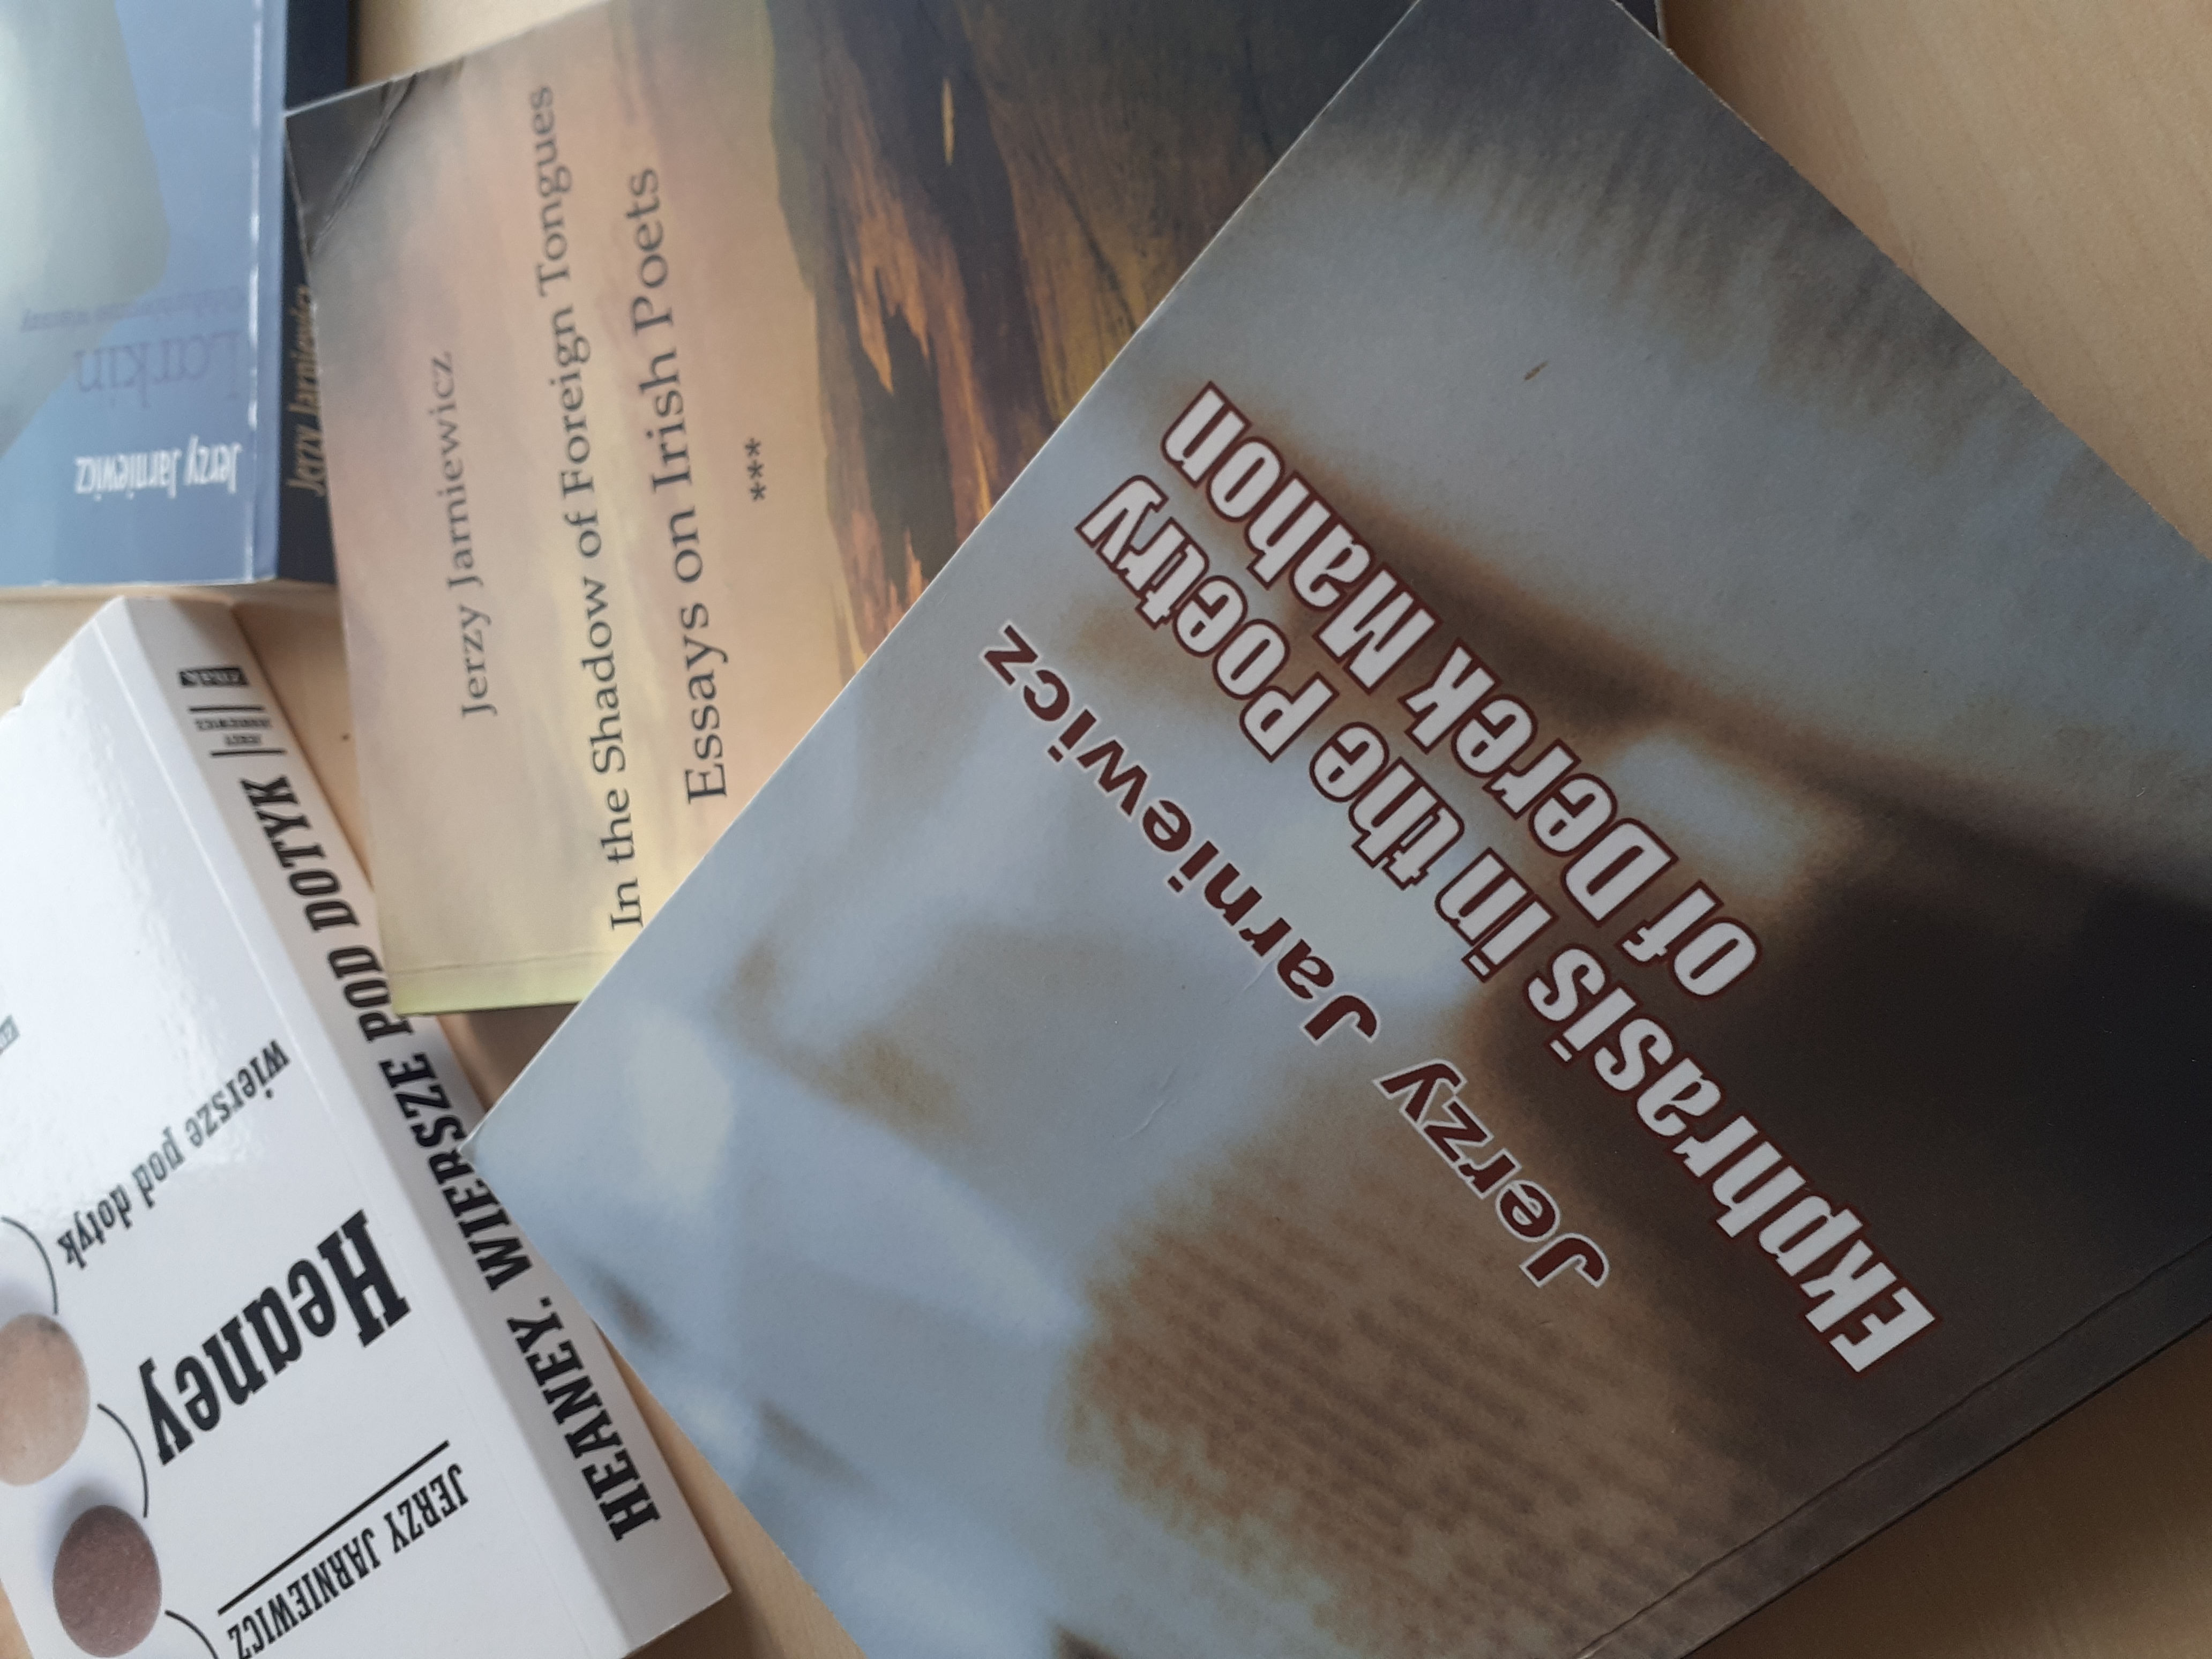 JERZY JARNIEWICZ
Heaney
wiersze pod dotyk
HEANEY. WIERSZE POD DOTYK
Jerzy Jarniewicz
Larkin
Jerzy Jarniewicz
Jerzy Jarniewicz
In the Shadow of Foreign Tongues
Essays on Irish Poets
***
Jerzy Jarniewicz
Ekphrasis in the Poetry
of Derek Mahon